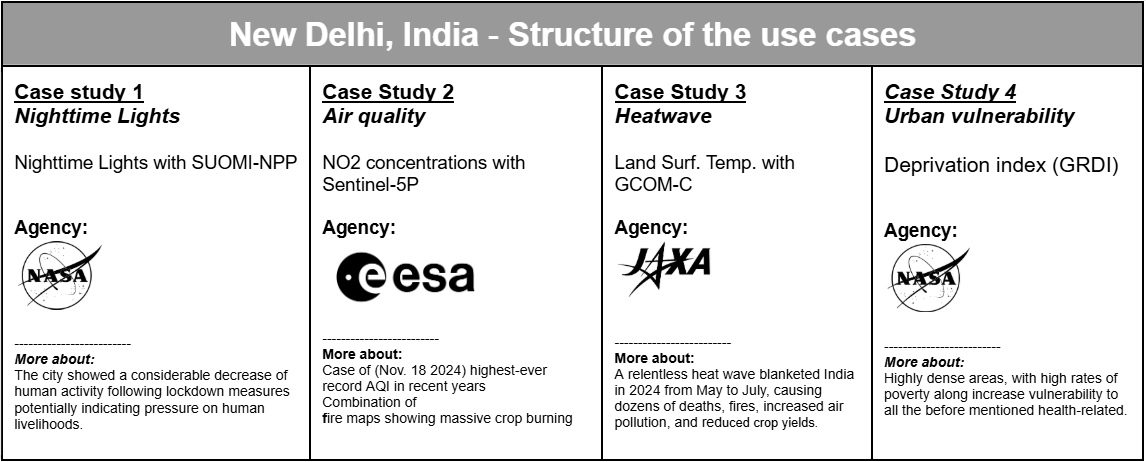 New Delhi, India - Structure of the use cases
Case study 1
Nighttime Lights
Nighttime Lights with SUOMI-NPP
Agency:
NASA
-------------------------
More about:
The city showed a considerable decrease of
human activity following lockdown measures
potentially indicating pressure on human
livelihoods.
Case Study 2
Air quality
NO2 concentrations with
Sentinel-5P
Agency:
esa
-------------------------
More about:
Case of (Nov. 18 2024) highest-ever
record AQI in recent years
Combination of
fire maps showing massive crop burning
Case Study 3
Heatwave
Land Surf. Temp. with
GCOM-C
Agency:
JAXA
-------------------------
More about:
A relentless heat wave blanketed India
in 2024 from May to July, causing
dozens of deaths, fires, increased air
pollution, and reduced crop yields.
Case Study 4
Urban vulnerability
Deprivation index (GRDI)
Agency:
NASA
-------------------------
More about:
Highly dense areas, with high rates of
poverty along increase vulnerability to
all the before mentioned health-related.